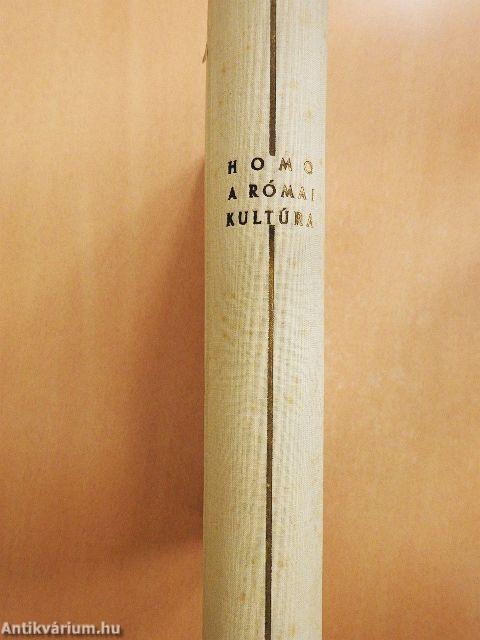 HOMO
A RÓMAI
KULTÚRA
Antikvárium.hu